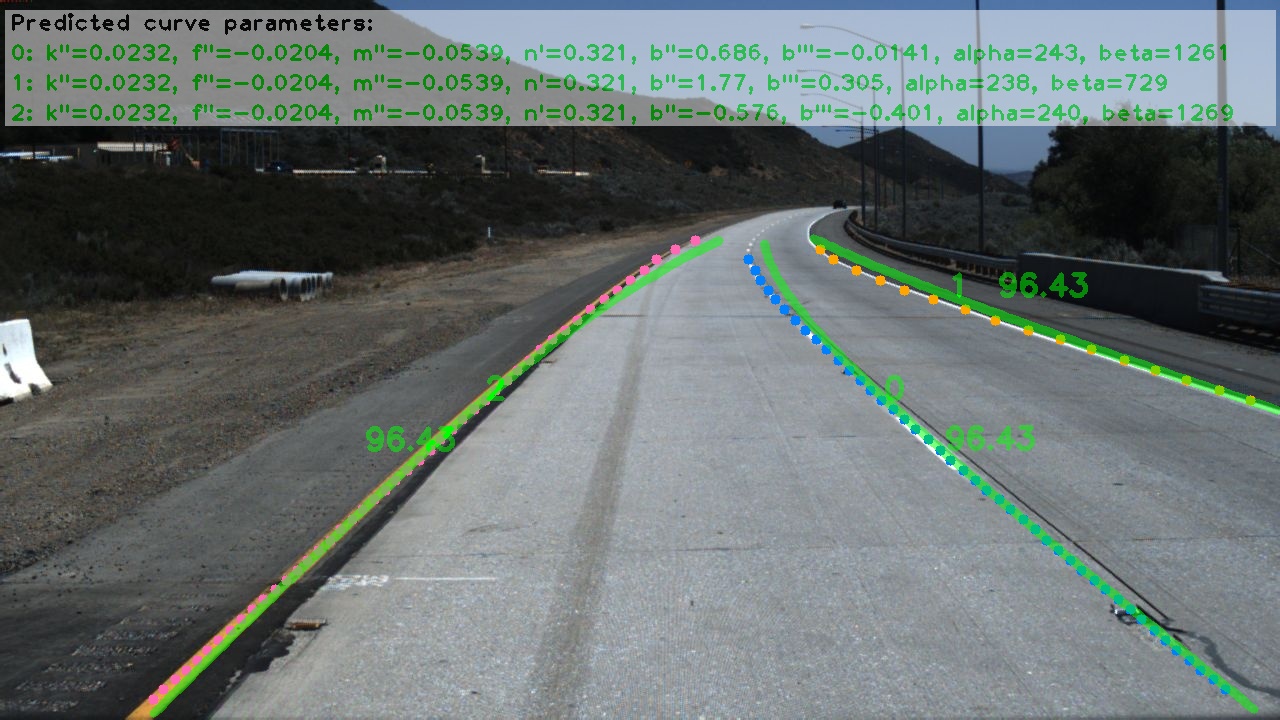 Predicted curve parameters:
0: k"=0.0232, f"=-0.0204, m"=-0.0539, n'=0.321, b"=0.686, b'''=-0.0141, alpha=243, beta=1261
1: k"=0.0232, f"=-0.0204, m"=-0.0539, n'=0.321, b"=1.77, b'''=0.305, alpha=238, beta=729
2: k"=0.0232, f"=-0.0204, m"=-0.0539, n'=0.321, b"=-0.576, b'''=-0.401, alpha=240, beta=1269
1 96.43
2
0
96.43
96.43